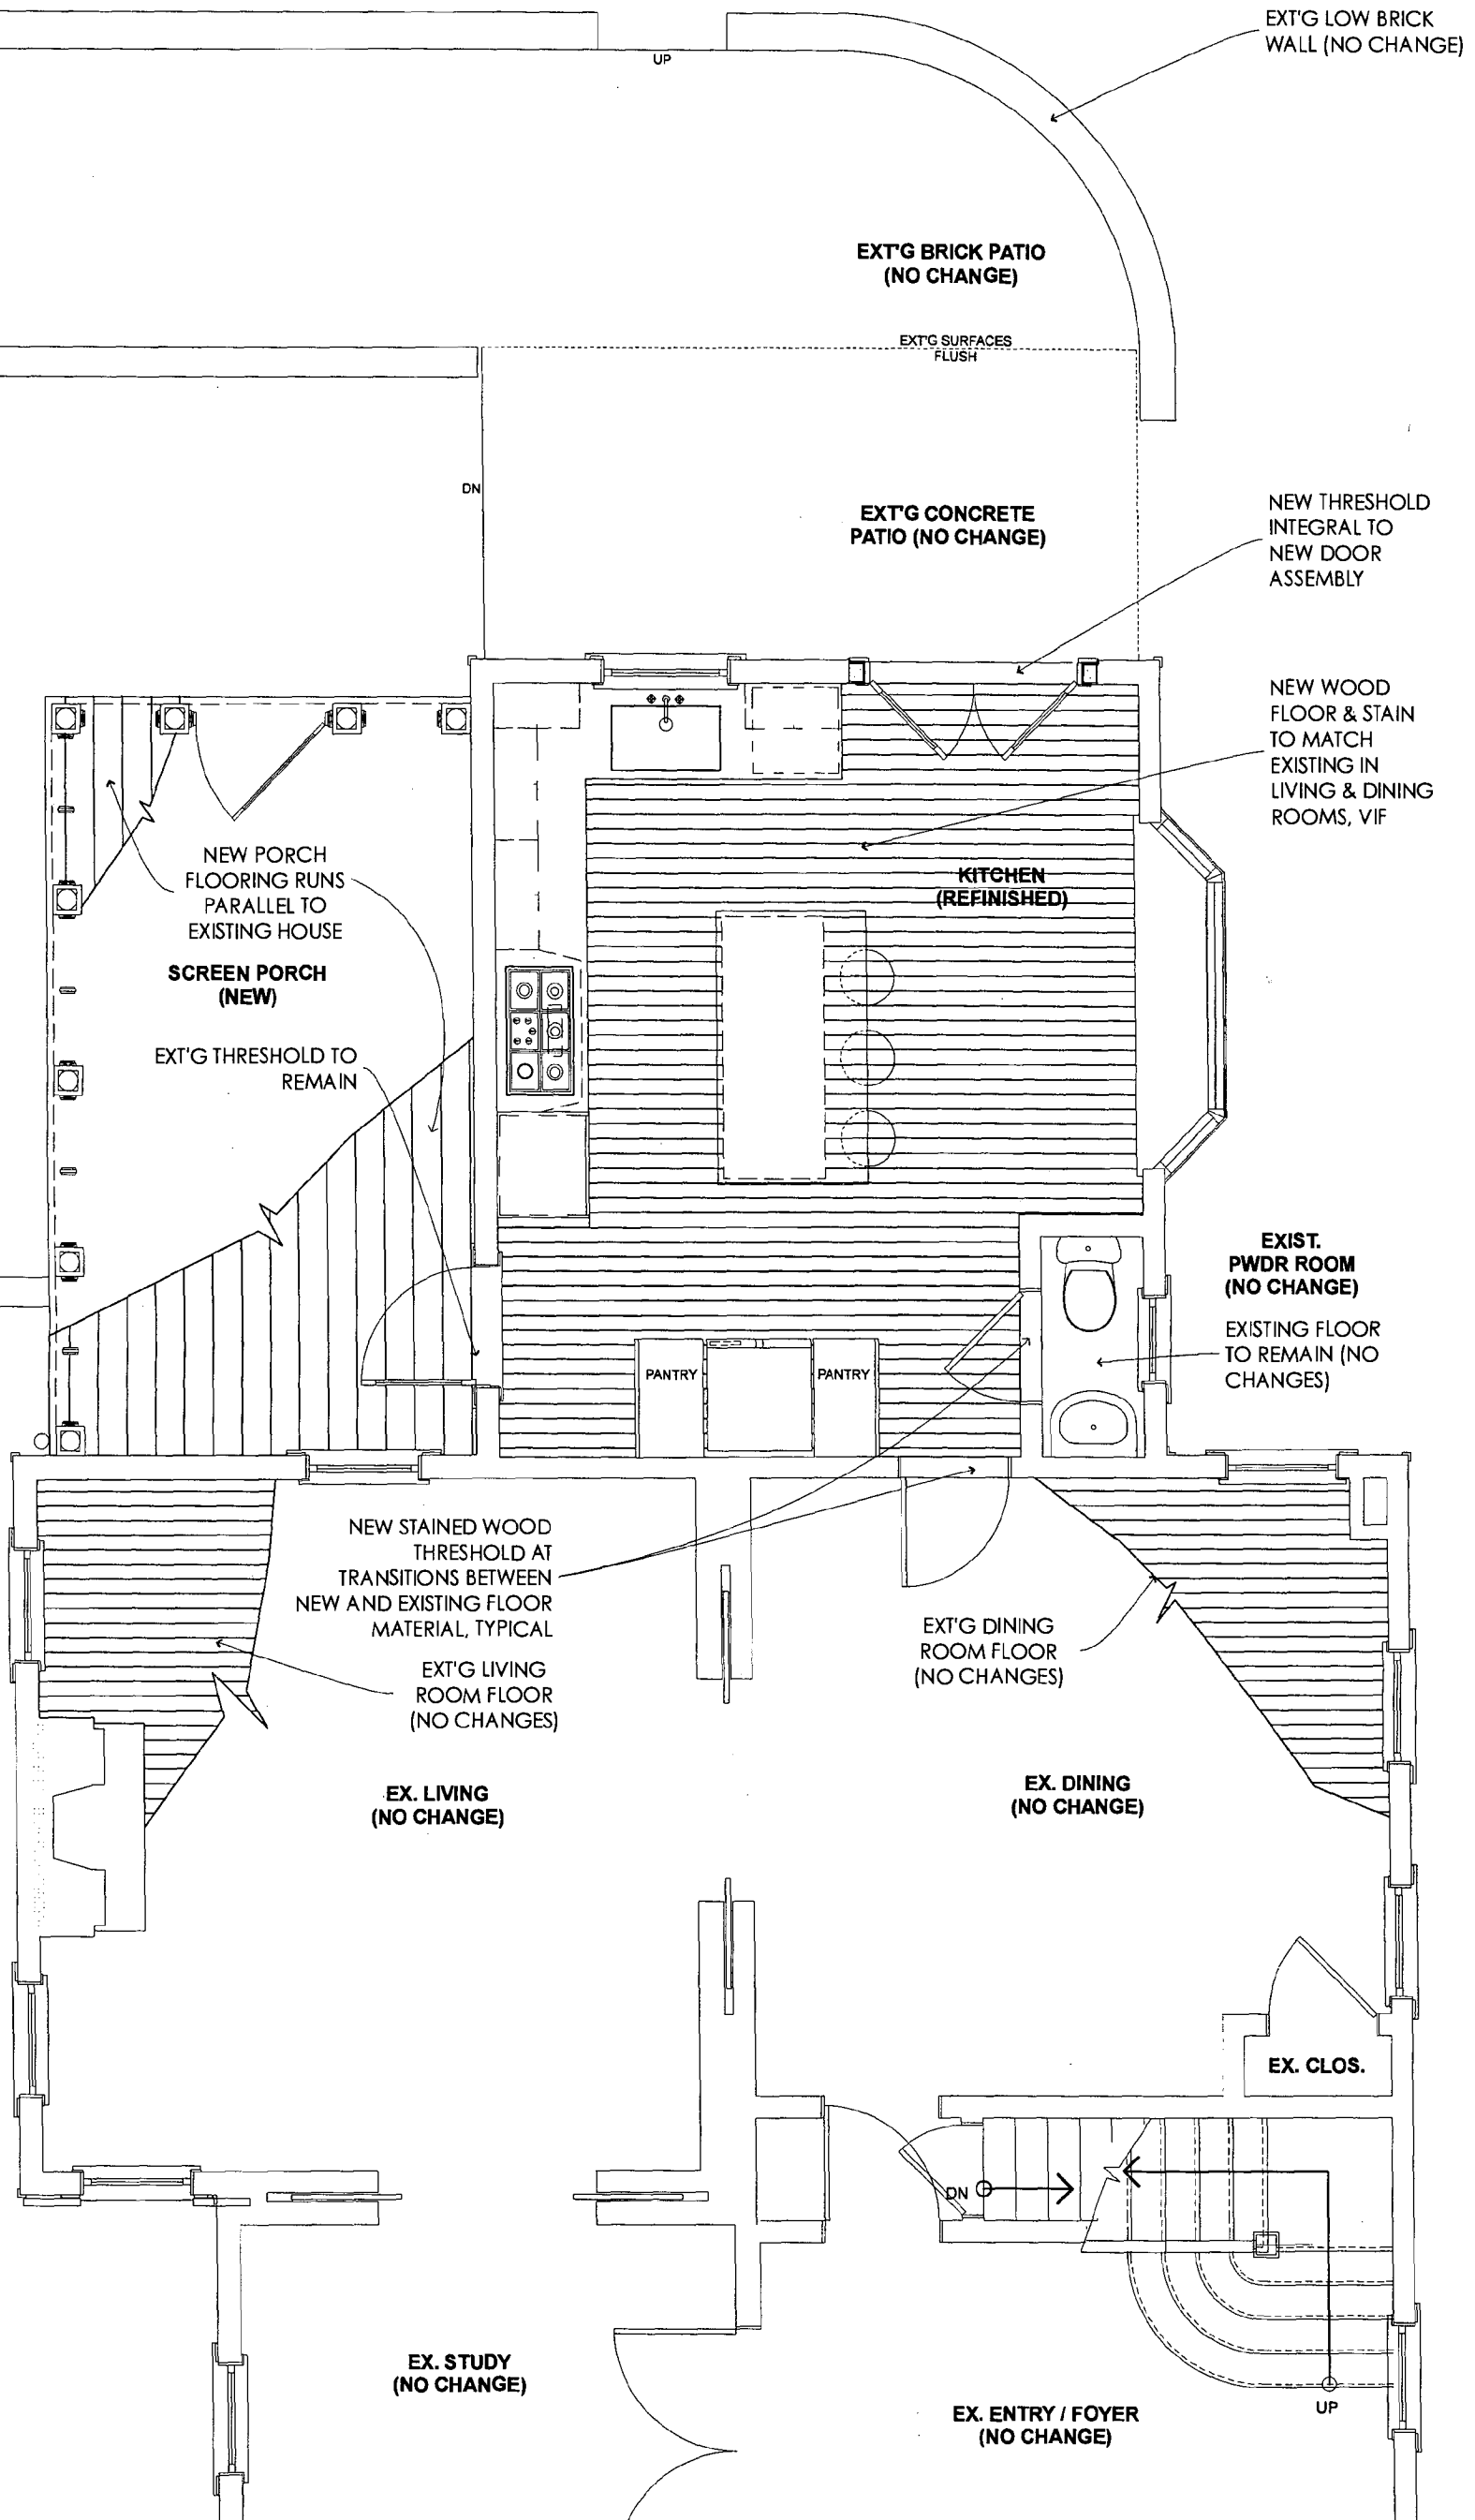 EXT'G LOW BRICK
WALL (NO CHANGE)
UP
EXT'G BRICK PATIO
(NO CHANGE)
EXT'G SURFACES
FLUSH
DN
EXT'G CONCRETE
PATIO (NO CHANGE)
NEW THRESHOLD
INTEGRAL TO
NEW DOOR
ASSEMBLY
NEW WOOD
FLOOR & STAIN
TO MATCH
EXISTING IN
LIVING & DINING
ROOMS, VIF
NEW PORCH
FLOORING RUNS
PARALLEL TO
EXISTING HOUSE
KITCHEN
(REFINISHED)
SCREEN PORCH
(NEW)
EXT'G THRESHOLD TO
REMAIN
EXIST.
PWDR ROOM
(NO CHANGE)
EXISTING FLOOR
TO REMAIN (NO
CHANGES)
PANTRY
PANTRY
NEW STAINED WOOD
THRESHOLD AT
TRANSITIONS BETWEEN
NEW AND EXISTING FLOOR
MATERIAL, TYPICAL
EXT'G DINING
ROOM FLOOR
(NO CHANGES)
EXT'G LIVING
ROOM FLOOR
(NO CHANGES)
EX. LIVING
(NO CHANGE)
EX. DINING
(NO CHANGE)
EX. CLOS.
DN
EX. STUDY
(NO CHANGE)
UP
EX. ENTRY / FOYER
(NO CHANGE)